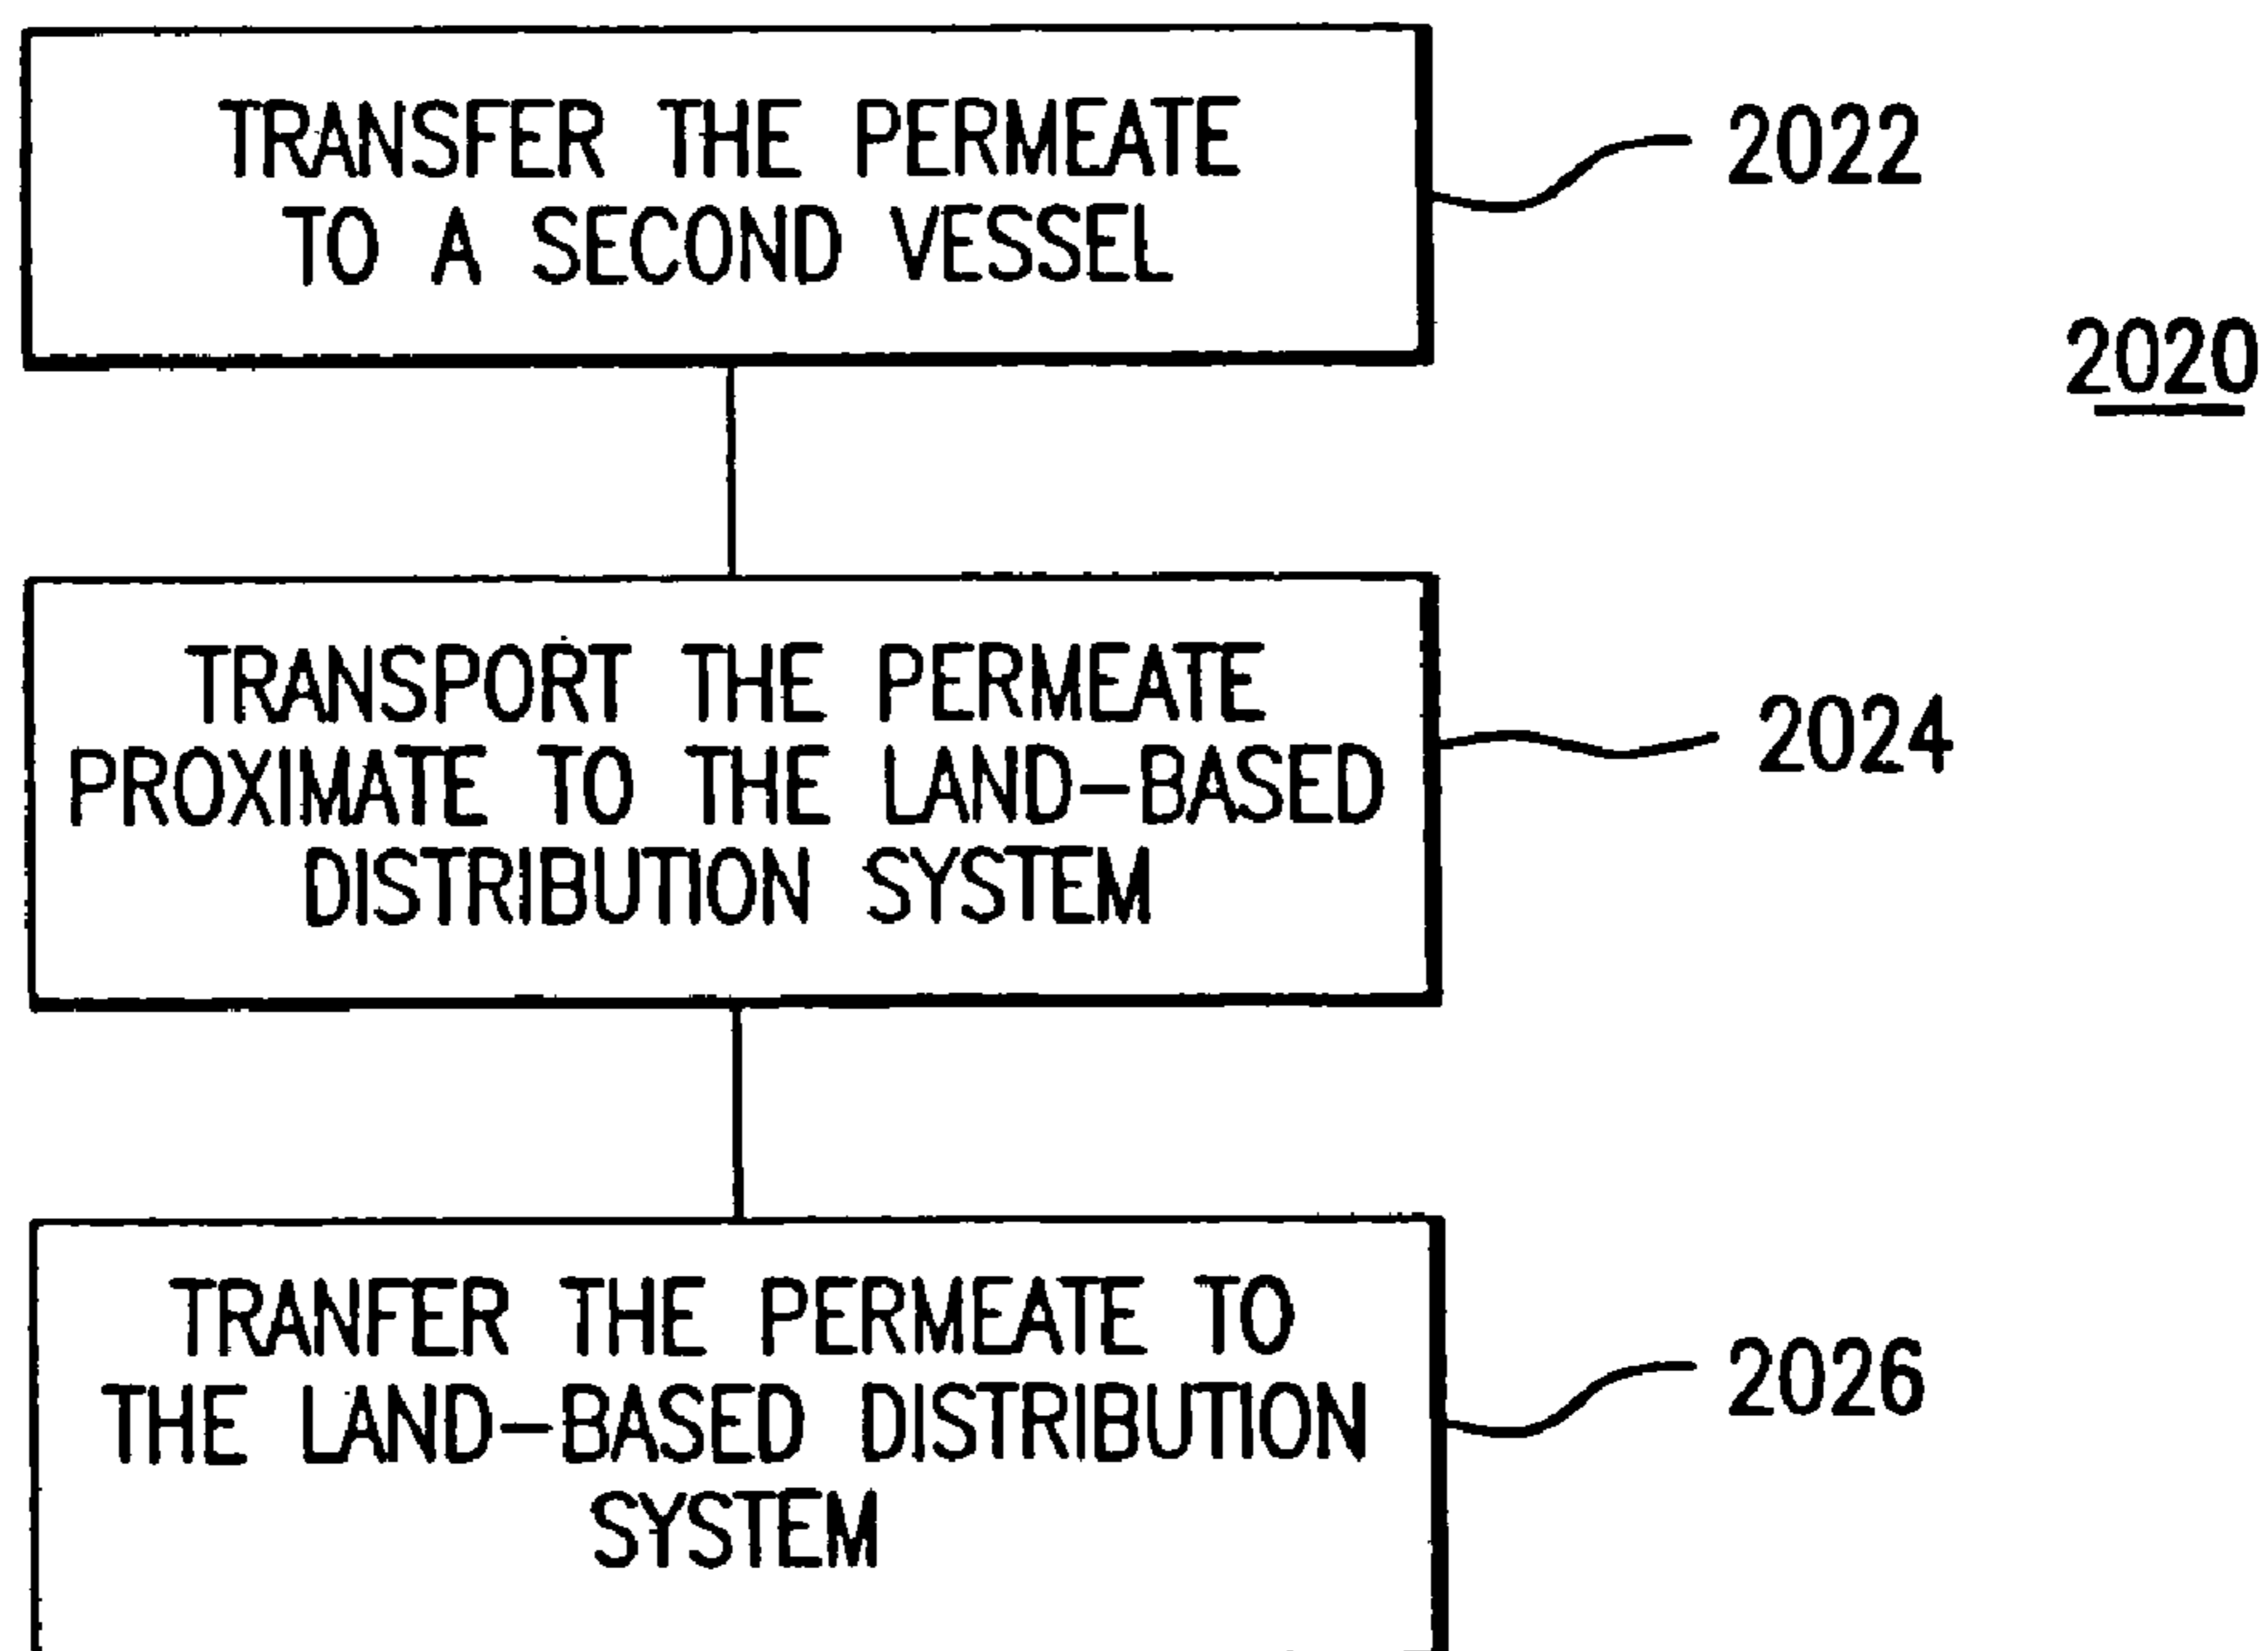 TRANSFER THE PERMEATE
TO A SECOND VESSEL
2022
2020
TRANSPORT THE PERMEATE
PROXIMATE TO THE LAND-BASED
DISTRIBUTION SYSTEM
2024
TRANFER THE PERMEATE TO
THE LAND-BASED DISTRIBUTION
SYSTEM
2026